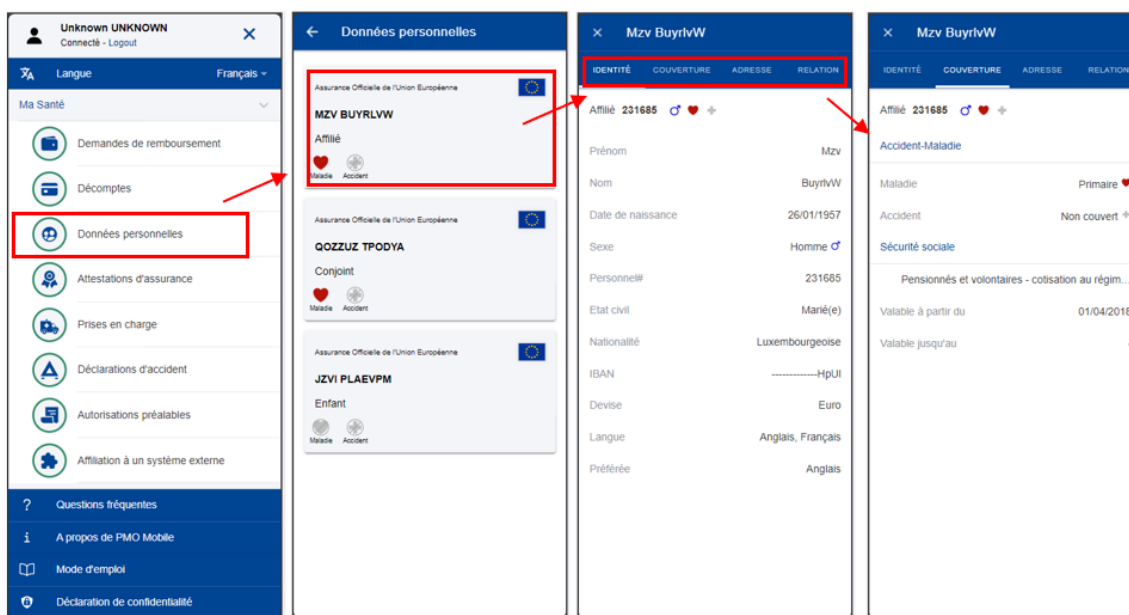 Unknown UNKNOWN
Connecté - Logout
Langue Français
Ma Santé
Demandes de remboursement
Décomptes
Données personnelles
Attestations d'assurance
Prises en charge
Déclarations d'accident
Autorisations préalables
Affiliation à un système externe
? Questions fréquentes
i A propos de PMO Mobile
Mode d'emploi
Déclaration de confidentialité
Données personnelles
Assurance Officielle de l'Union Européenne
MZV BUYRLVW
Affilié
Maladie Accident
Assurance Officielle de l'Union Européenne
QOZZUZ TPODYA
Conjoint
Maladie Accident
Assurance Officielle de l'Union Européenne
JZVI PLAEVPM
Enfant
Maladie Accident
Mzv BuyrlvW
IDENTITÉ COUVERTURE ADRESSE RELATION
Affilié 231685
Prénom Mzv
Nom BuyrlvW
Date de naissance 26/01/1957
Sexe Homme
Personnel# 231685
Etat civil Marié(e)
Nationalité Luxembourgeoise
IBAN -------------HpUI
Devise Euro
Langue Anglais, Français
Préférée Anglais
Mzv BuyrlvW
IDENTITÉ COUVERTURE ADRESSE RELATION
Affilié 231685
Accident-Maladie
Maladie Primaire
Accident Non couvert
Sécurité sociale
Pensionnés et volontaires - cotisation au régim...
Valable à partir du 01/04/2018
Valable jusqu'au